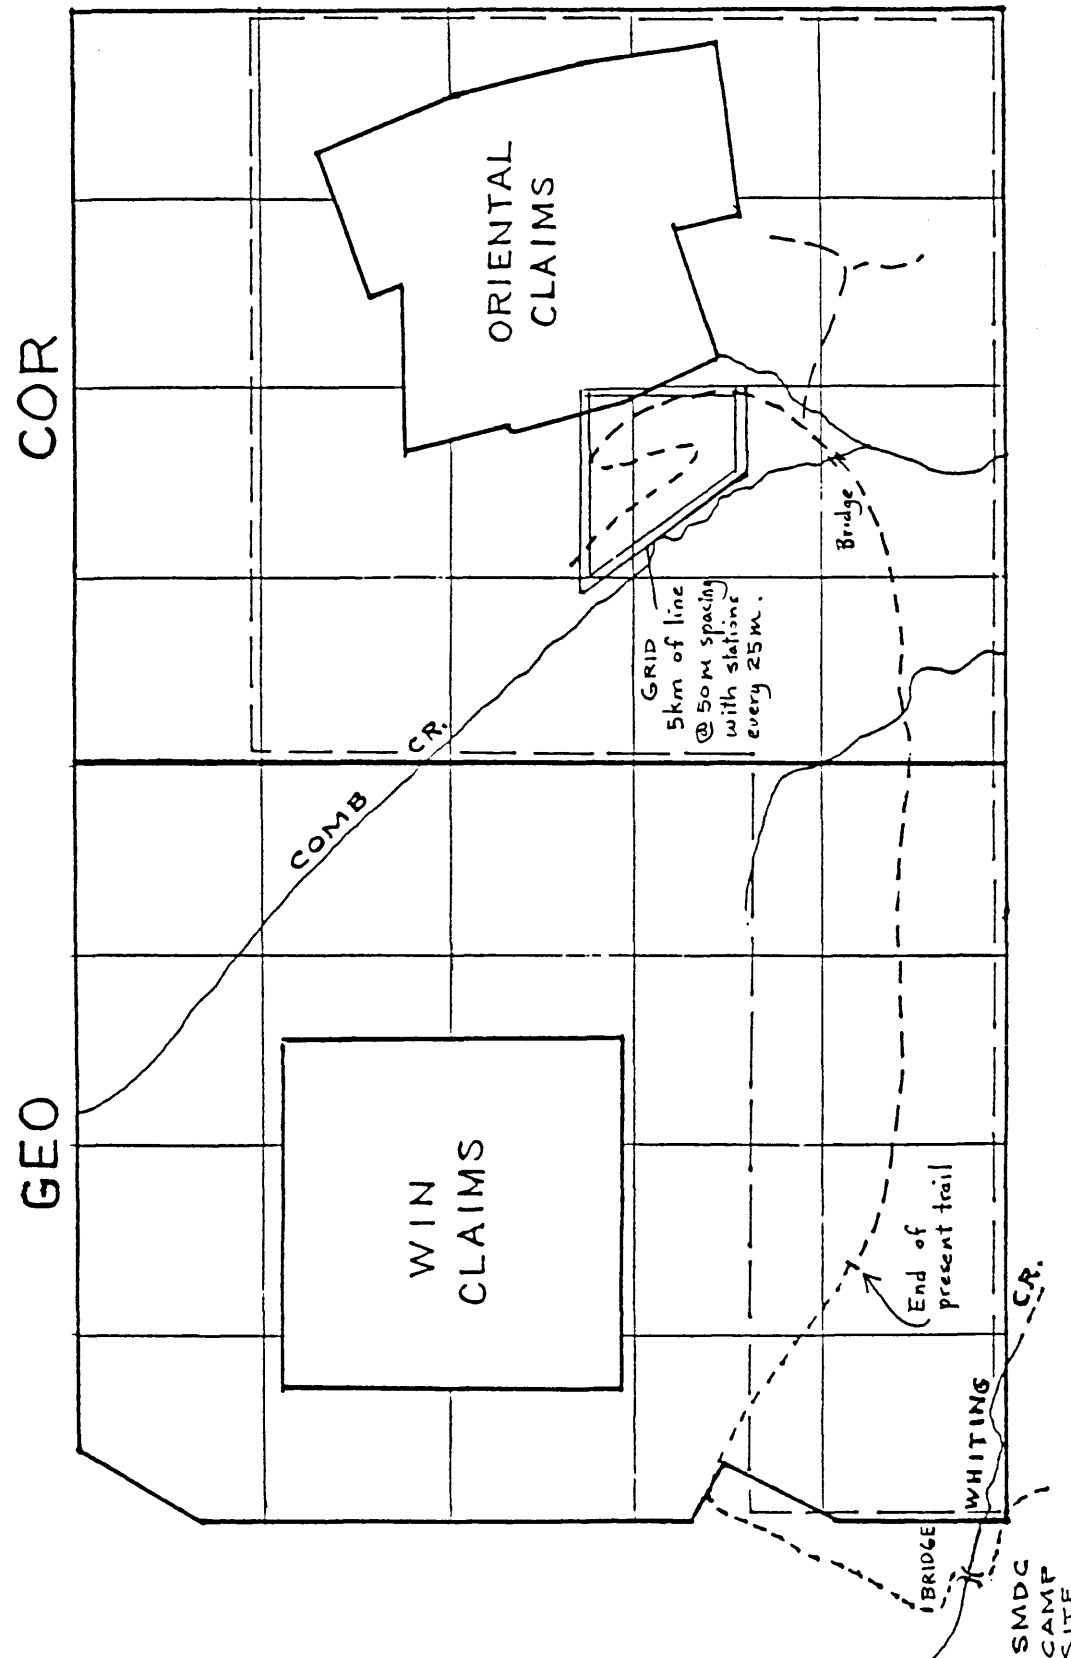 GEO
COR
ORIENTAL
CLAIMS
COMB
CR.
GRID
5km of line
@ 50m spacing
with stations
every 25m.
Bridge
WIN
CLAIMS
End of
present trail
WHITING
CR.
BRIDGE
SMDC
CAMP
SITE